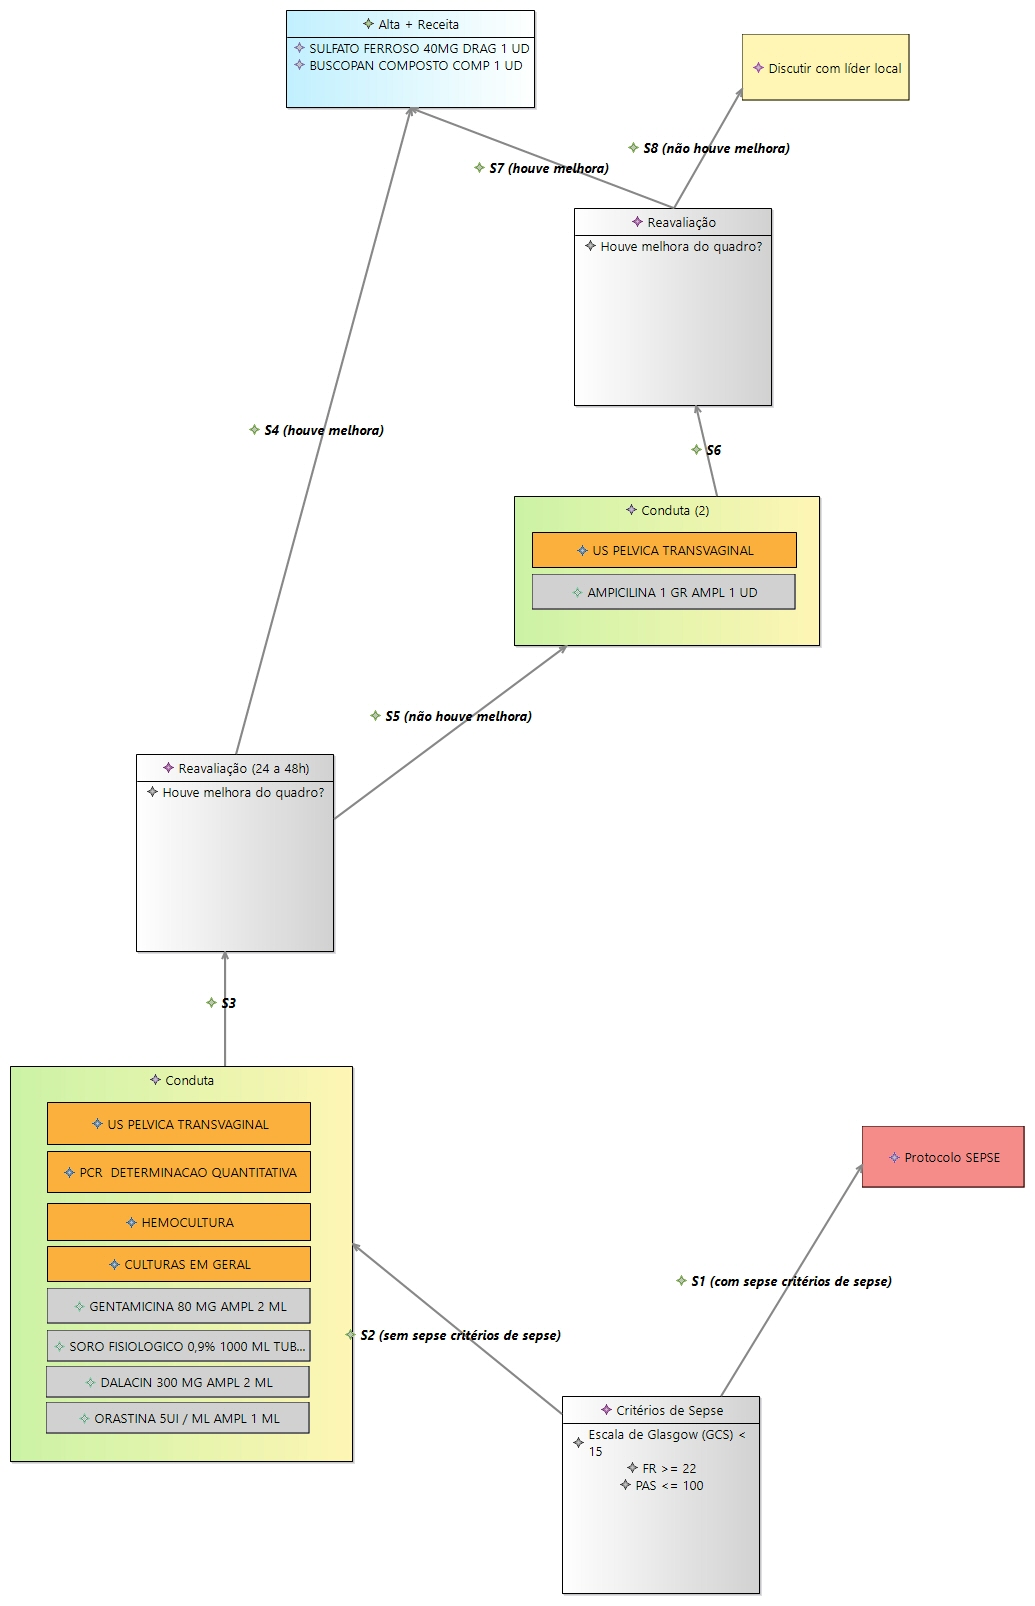 Alta + Receita
SULFATO FERROSO 40MG DRAG 1 UD
BUSCOPAN COMPOSTO COMP 1 UD
Discutir com líder local
S8 (não houve melhora)
S7 (houve melhora)
Reavaliação
Houve melhora do quadro?
S4 (houve melhora)
S6
Conduta (2)
US PELVICA TRANSVAGINAL
AMPICILINA 1 GR AMPL 1 UD
S5 (não houve melhora)
Reavaliação (24 a 48h)
Houve melhora do quadro?
S3
Conduta
US PELVICA TRANSVAGINAL
PCR  DETERMINACAO QUANTITATIVA
HEMOCULTURA
CULTURAS EM GERAL
GENTAMICINA 80 MG AMPL 2 ML
SORO FISIOLOGICO 0,9% 1000 ML TUB...
DALACIN 300 MG AMPL 2 ML
ORASTINA 5UI / ML AMPL 1 ML
Protocolo SEPSE
S1 (com sepse critérios de sepse)
S2 (sem sepse critérios de sepse)
Critérios de Sepse
Escala de Glasgow (GCS) <
15
FR >= 22
PAS <= 100